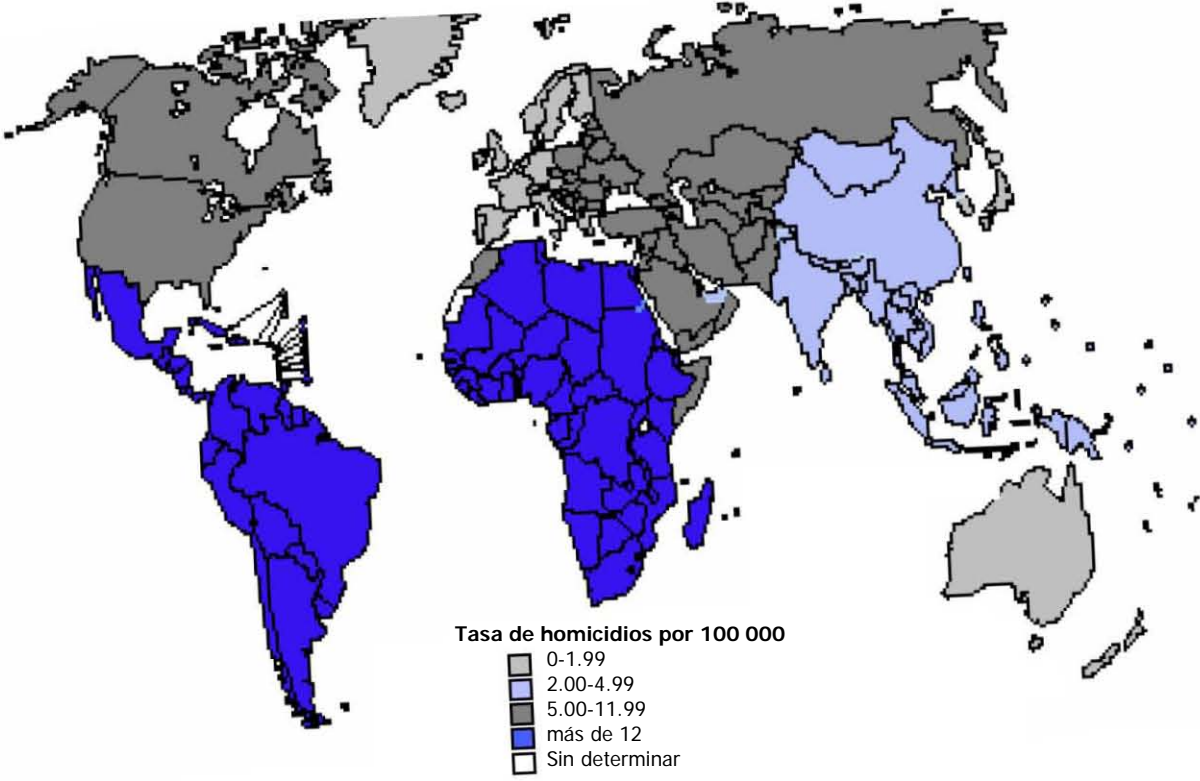 Tasa de homicidios por 100 000
0-1.99
2.00-4.99
5.00-11.99
más de 12
Sin determinar